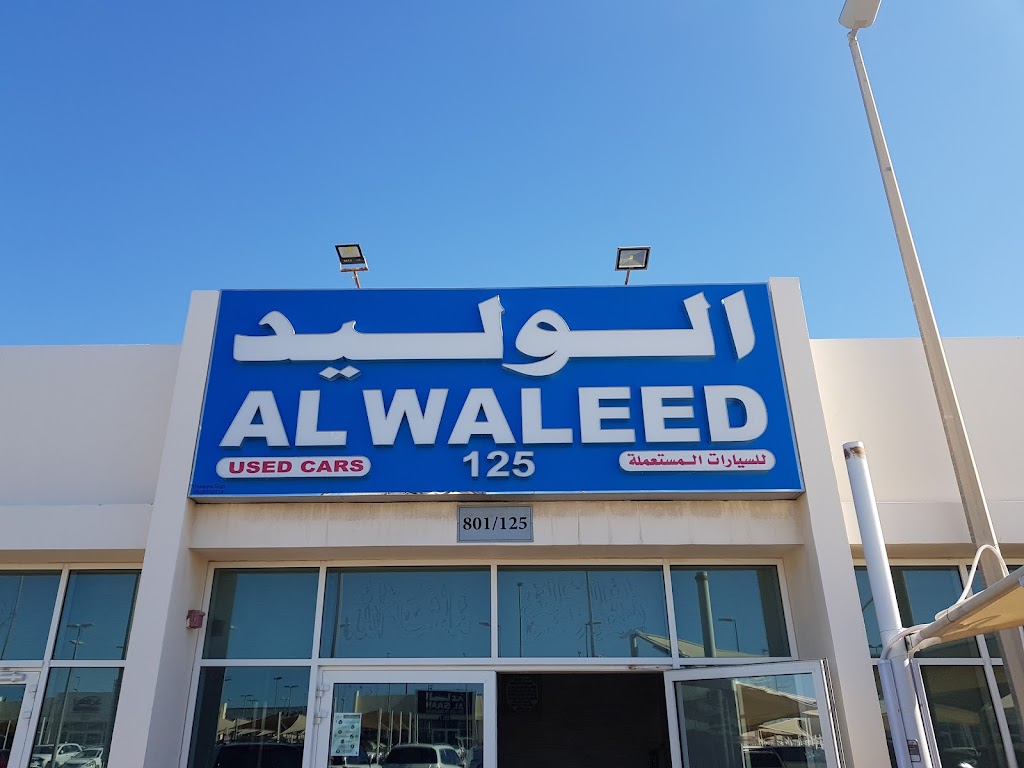 الوليد
AL WALEED
USED CARS
125
للسيارات المستعملة
801/125